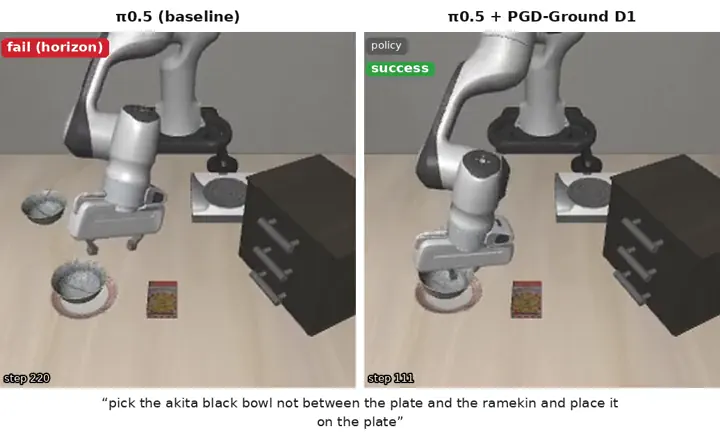 π0.5 (baseline)
π0.5 + PGD-Ground D1
fail (horizon)
policy
success
step 220
step 111
“pick the akita black bowl not between the plate and the ramekin and place it
on the plate”